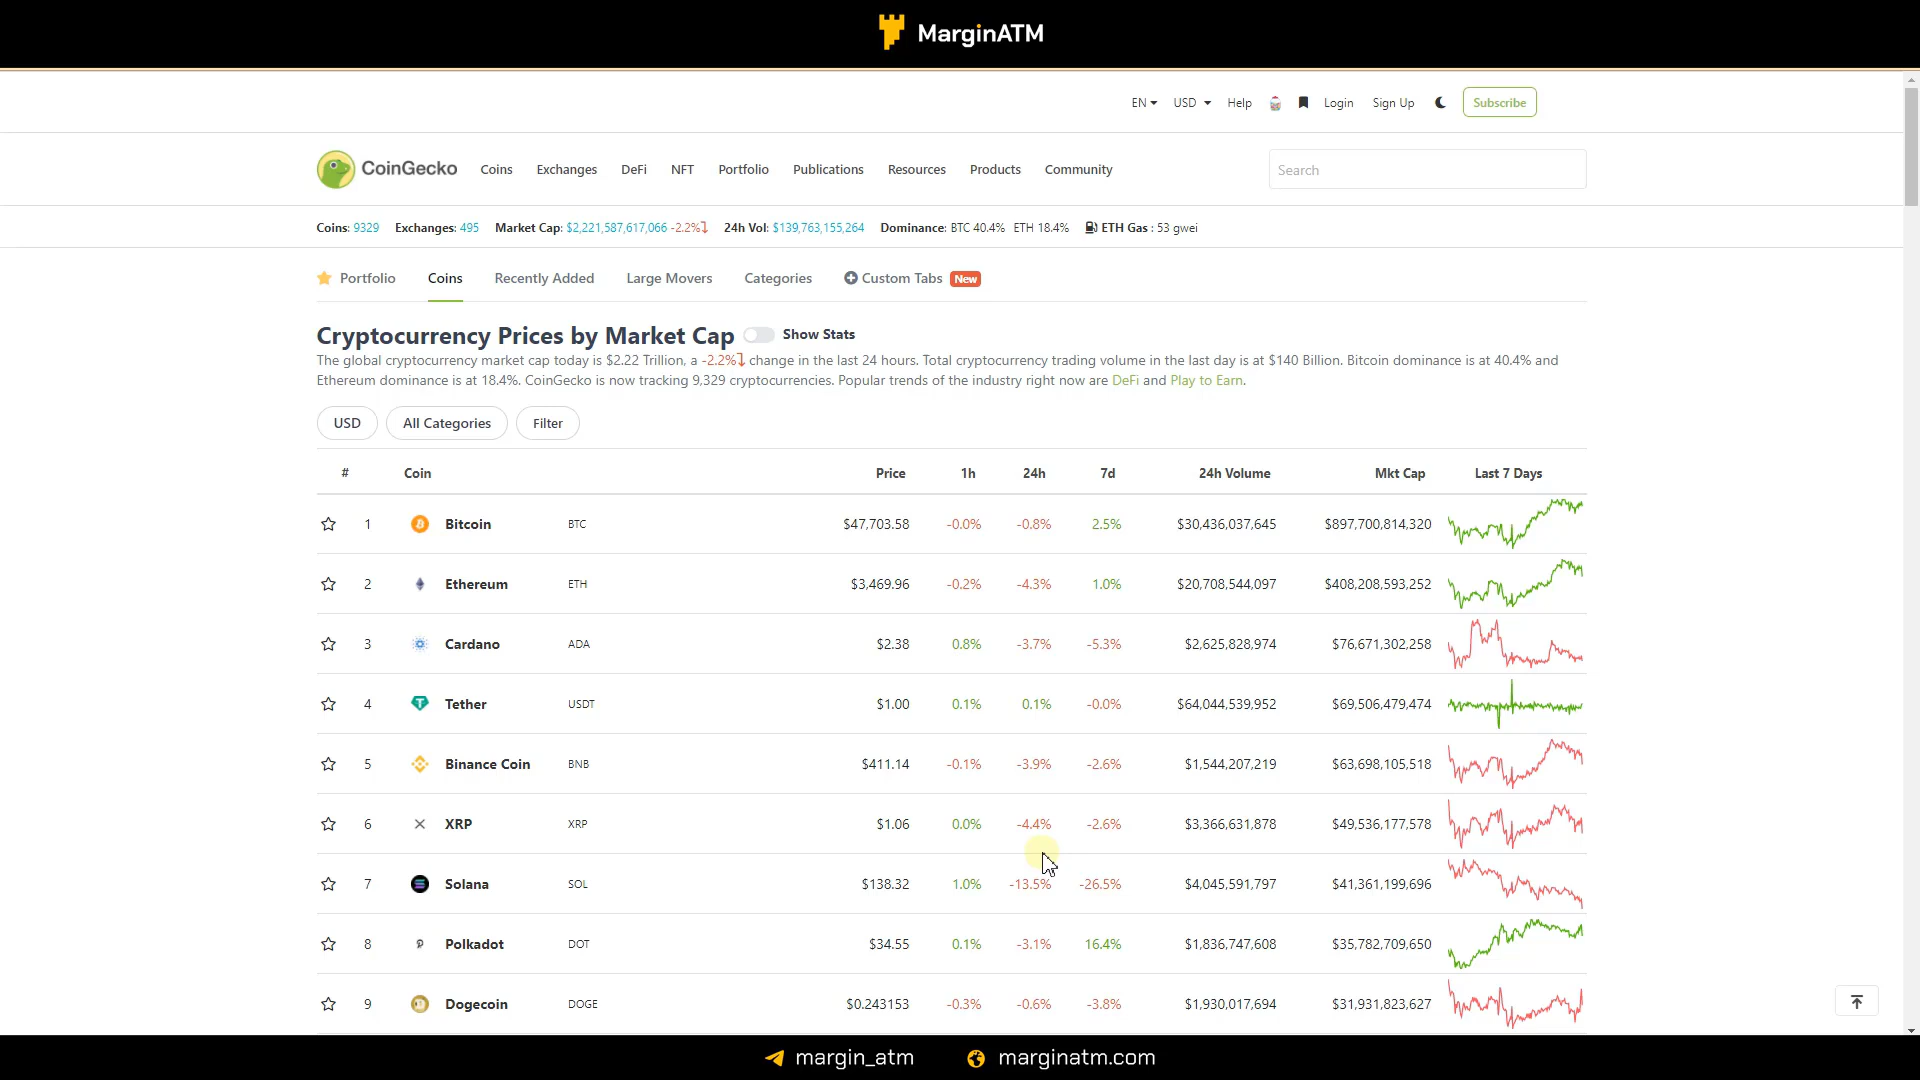 MarginATM
EN USD Help Login Sign Up Subscribe
CoinGecko Coins Exchanges DeFi NFT Portfolio Publications Resources Products Community Search
Coins: 9329 Exchanges: 495 Market Cap: $2,221,587,617,066 -2.2% 24h Vol: $139,763,155,264 Dominance: BTC 40.4% ETH 18.4% ETH Gas : 53 gwei
Portfolio Coins Recently Added Large Movers Categories Custom Tabs New
Cryptocurrency Prices by Market Cap Show Stats
The global cryptocurrency market cap today is $2.22 Trillion, a -2.2% change in the last 24 hours. Total cryptocurrency trading volume in the last day is at $140 Billion. Bitcoin dominance is at 40.4% and
Ethereum dominance is at 18.4%. CoinGecko is now tracking 9,329 cryptocurrencies. Popular trends of the industry right now are DeFi and Play to Earn.
USD All Categories Filter
# Coin Price 1h 24h 7d 24h Volume Mkt Cap Last 7 Days
1 Bitcoin BTC $47,703.58 -0.0% -0.8% 2.5% $30,436,037,645 $897,700,814,320
2 Ethereum ETH $3,469.96 -0.2% -4.3% 1.0% $20,708,544,097 $408,208,593,252
3 Cardano ADA $2.38 0.8% -3.7% -5.3% $2,625,828,974 $76,671,302,258
4 Tether USDT $1.00 0.1% 0.1% -0.0% $64,044,539,952 $69,506,479,474
5 Binance Coin BNB $411.14 -0.1% -3.9% -2.6% $1,544,207,219 $63,698,105,518
6 XRP XRP $1.06 0.0% -4.4% -2.6% $3,366,631,878 $49,536,177,578
7 Solana SOL $138.32 1.0% -13.5% -26.5% $4,045,591,797 $41,361,199,696
8 Polkadot DOT $34.55 0.1% -3.1% 16.4% $1,836,747,608 $35,782,709,650
9 Dogecoin DOGE $0.243153 -0.3% -0.6% -3.8% $1,930,017,694 $31,931,823,627
margin_atm marginatm.com